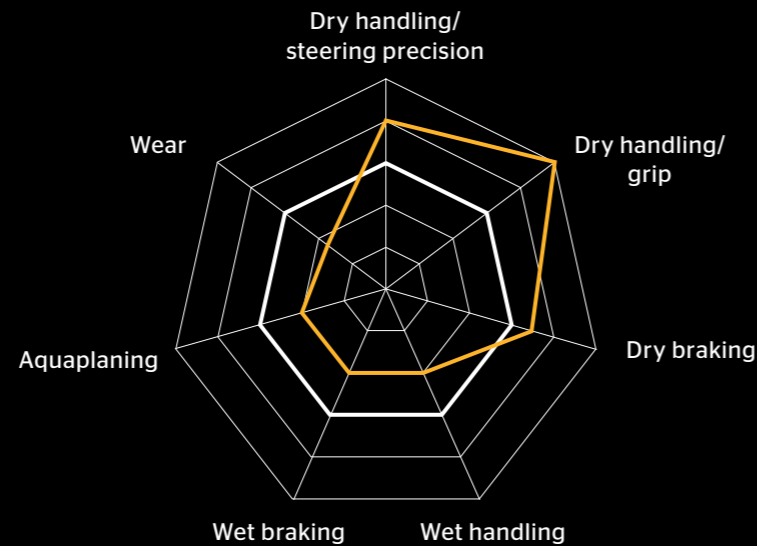 Dry handling/
steering precision
Wear
Dry handling/
grip
Dry braking
Aquaplaning
Wet braking
Wet handling